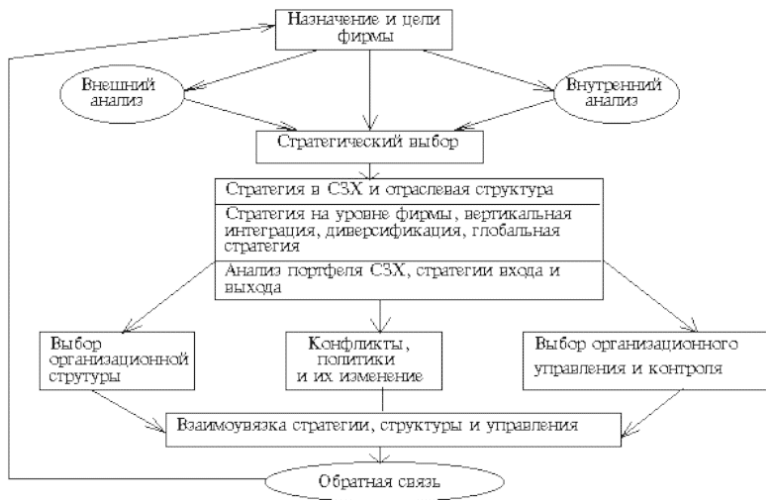 Назначение и цели
фирмы
Внешний
анализ
Внутренний
анализ
Стратегический выбор
Стратегия в СЗХ и отраслевая структура
Стратегия на уровне фирмы, вертикальная
интеграция, диверсификация, глобальная
стратегия
Анализ портфеля СЗХ, стратегии входа и
выхода
Выбор
организационной
струтуры
Конфликты,
политики
и их изменение
Выбор организационного
управления и контроля
Взаимоувязка стратегии, структуры и управления
Обратная связь